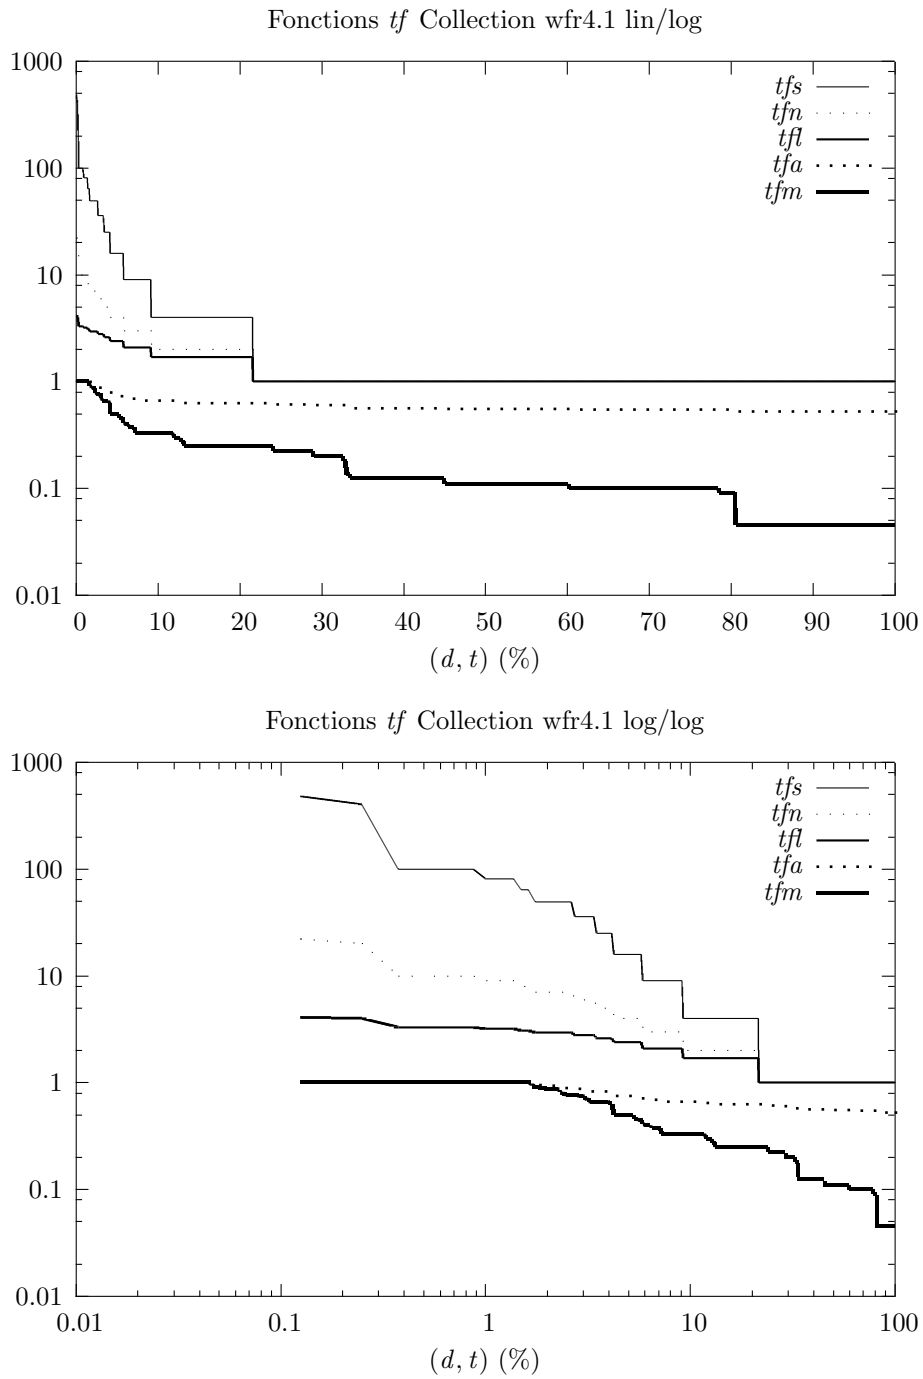 Fonctions tf Collection wfr4.1 lin/log
1000
100
10
1
0.1
0.01
tfs
tfn
tfl
tfa
tfm
0 10 20 30 40 50 60 70 80 90 100
(d, t) (%)
Fonctions tf Collection wfr4.1 log/log
1000
100
10
1
0.1
0.01
tfs
tfn
tfl
tfa
tfm
0.01 0.1 1 10 100
(d, t) (%)